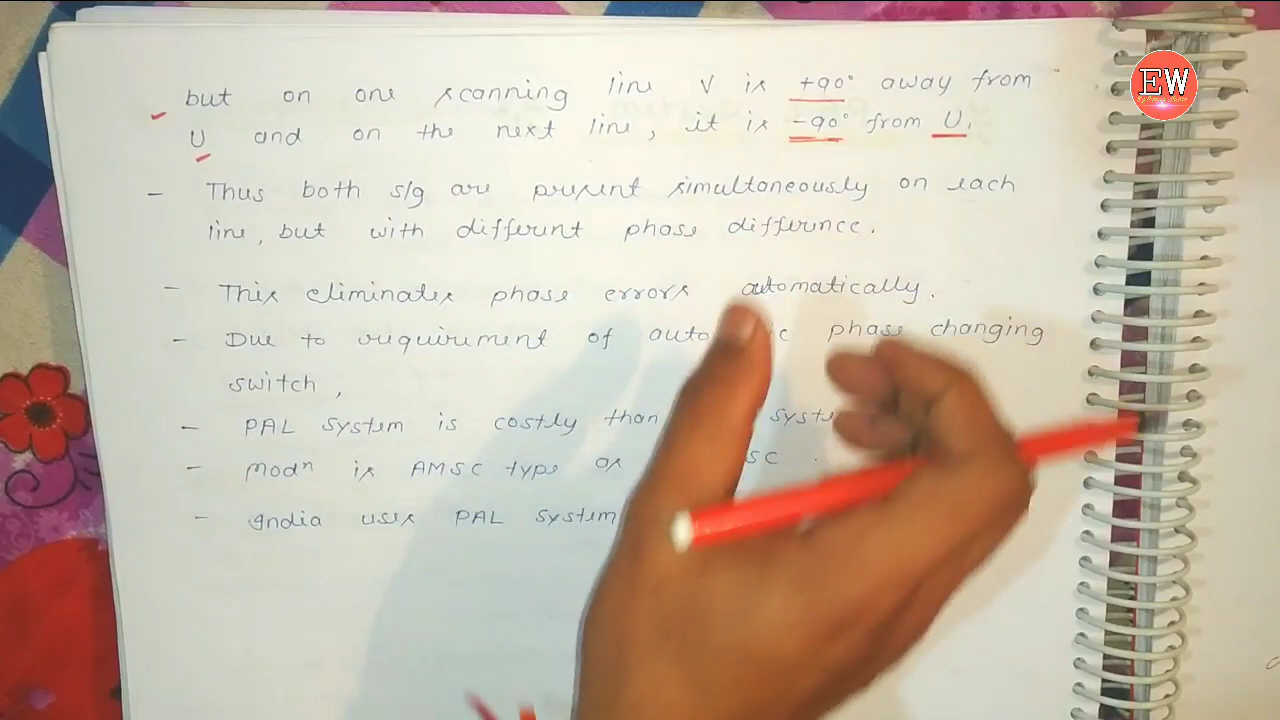 but on one scanning line V is +90° away from
U and on the next line, it is -90° from U.
- Thus both s/g are present simultaneously on each
line, but with different phase difference.
- This eliminates phase errors automatically.
- Due to requirement of phase changing
switch,
- PAL system is costly than
- modⁿ is AMSC type or
- India uses PAL system
EW